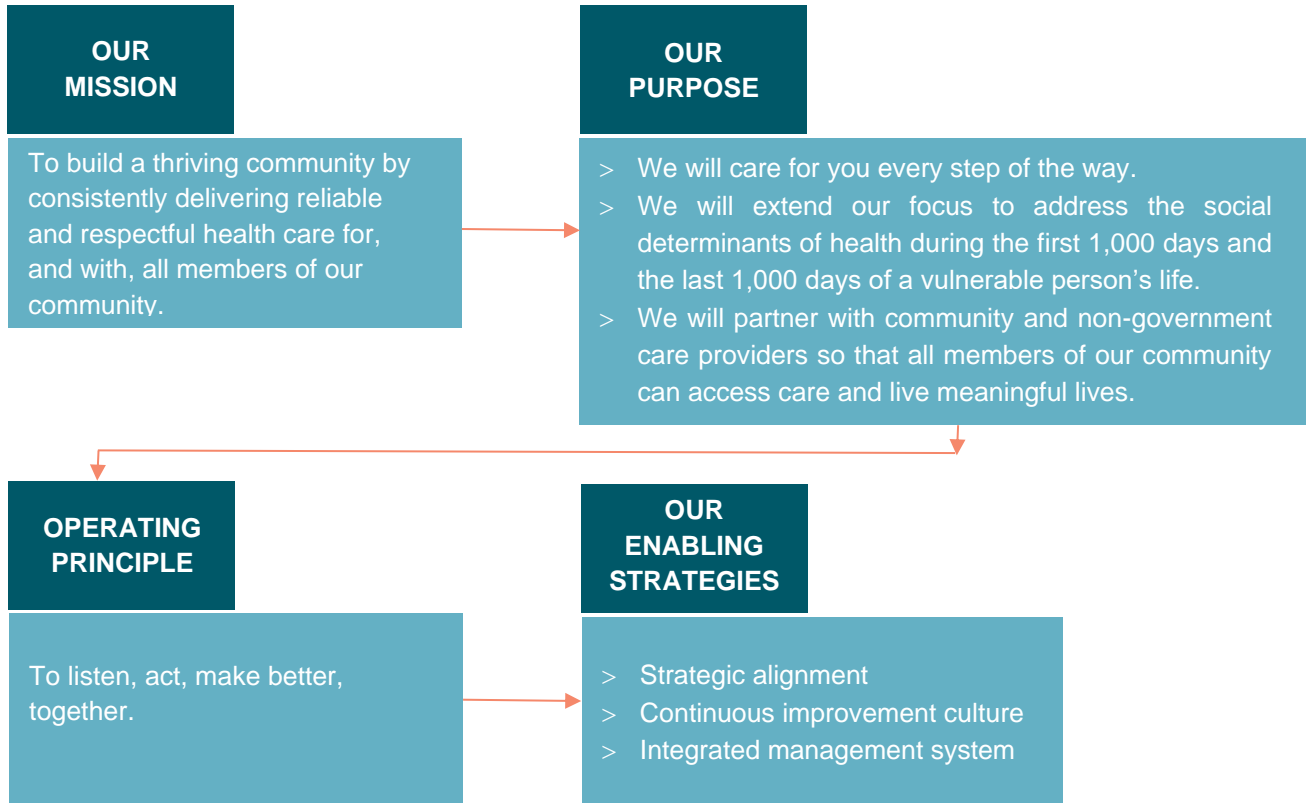 OUR
MISSION
To build a thriving community by
consistently delivering reliable
and respectful health care for,
and with, all members of our
community.
OUR
PURPOSE
> We will care for you every step of the way.
> We will extend our focus to address the social
determinants of health during the first 1,000 days and
the last 1,000 days of a vulnerable person’s life.
> We will partner with community and non-government
care providers so that all members of our community
can access care and live meaningful lives.
OPERATING
PRINCIPLE
To listen, act, make better,
together.
OUR
ENABLING
STRATEGIES
> Strategic alignment
> Continuous improvement culture
> Integrated management system